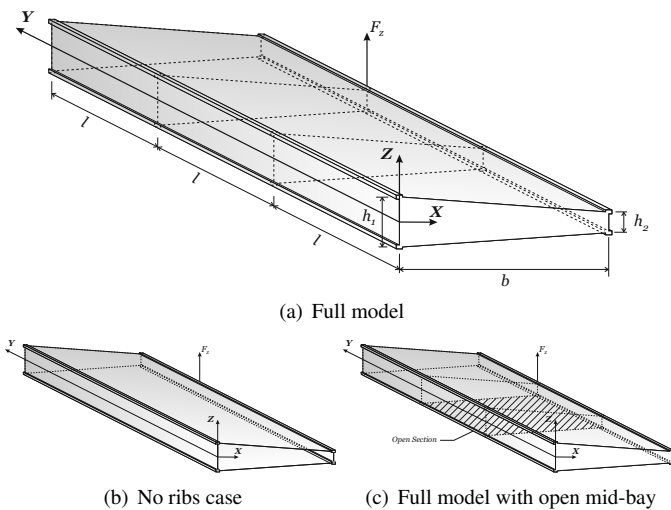 Y
F_z
l
l
l
Z
X
h_1
h_2
b
(a) Full model
Y
F_z
Z
X
Y
F_z
Z
X
Open Section
(b) No ribs case
(c) Full model with open mid-bay